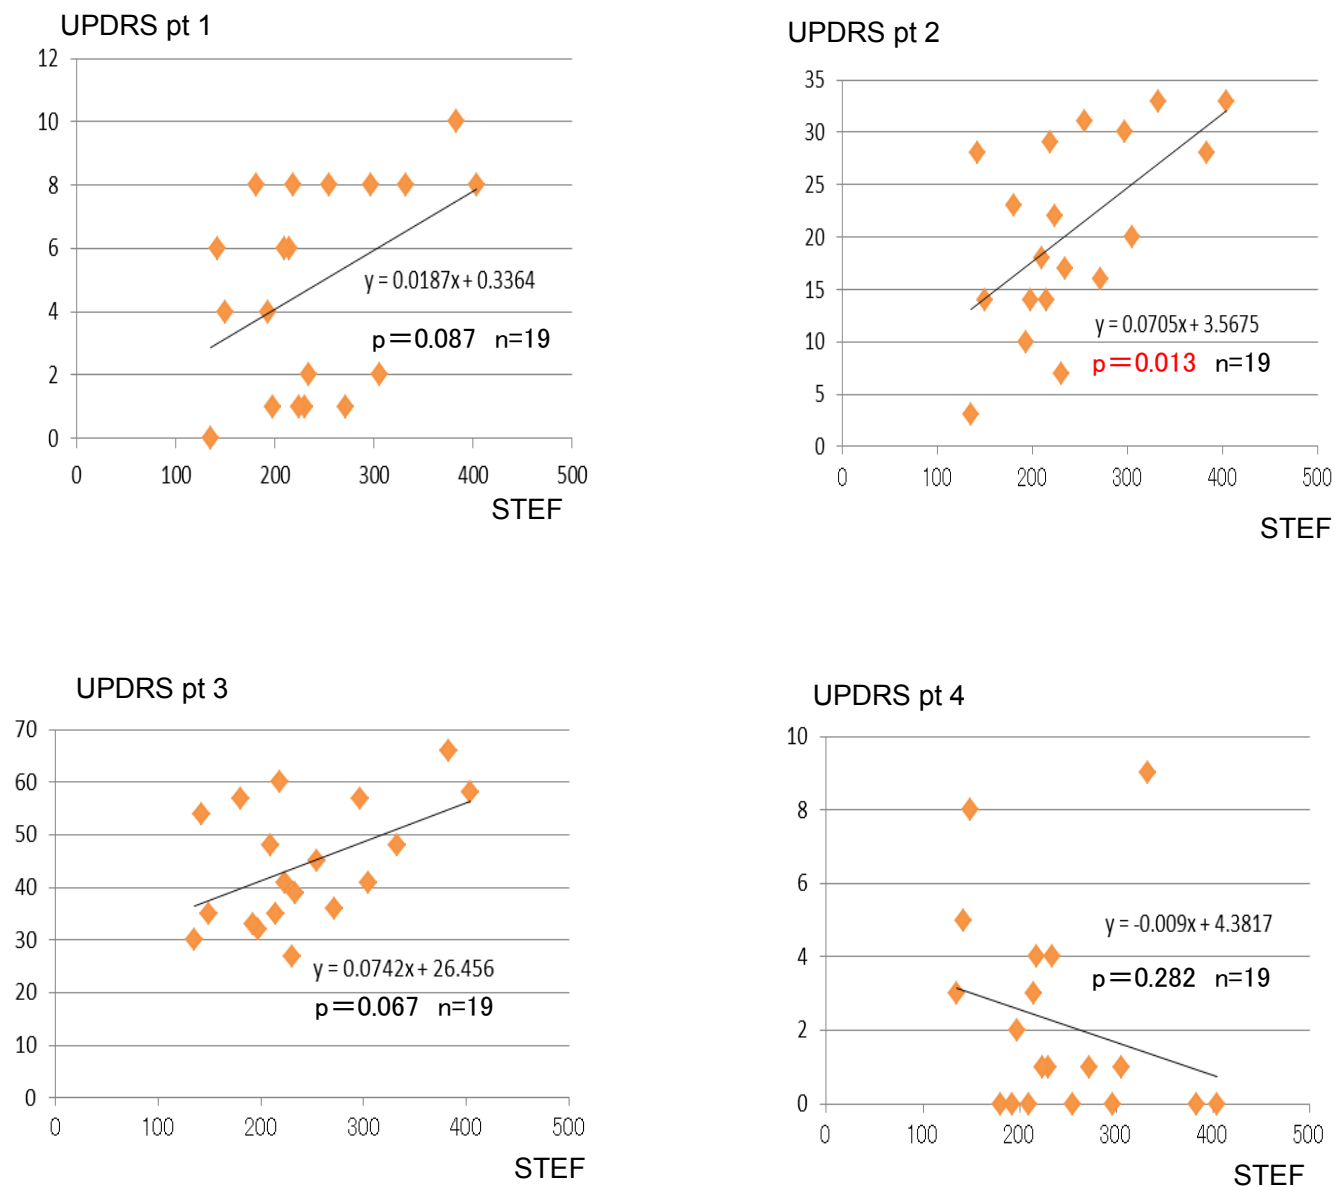 UPDRS pt 1
12
10
8
6
4
2
0
0 100 200 300 400 500
y = 0.0187x + 0.3364
p＝0.087 n=19
STEF
UPDRS pt 2
35
30
25
20
15
10
5
0
0 100 200 300 400 500
y = 0.0705x + 3.5675
p＝0.013 n=19
STEF
UPDRS pt 3
70
60
50
40
30
20
10
0
0 100 200 300 400 500
y = 0.0742x + 26.456
p＝0.067 n=19
STEF
UPDRS pt 4
10
8
6
4
2
0
0 100 200 300 400 500
y = -0.009x + 4.3817
p＝0.282 n=19
STEF